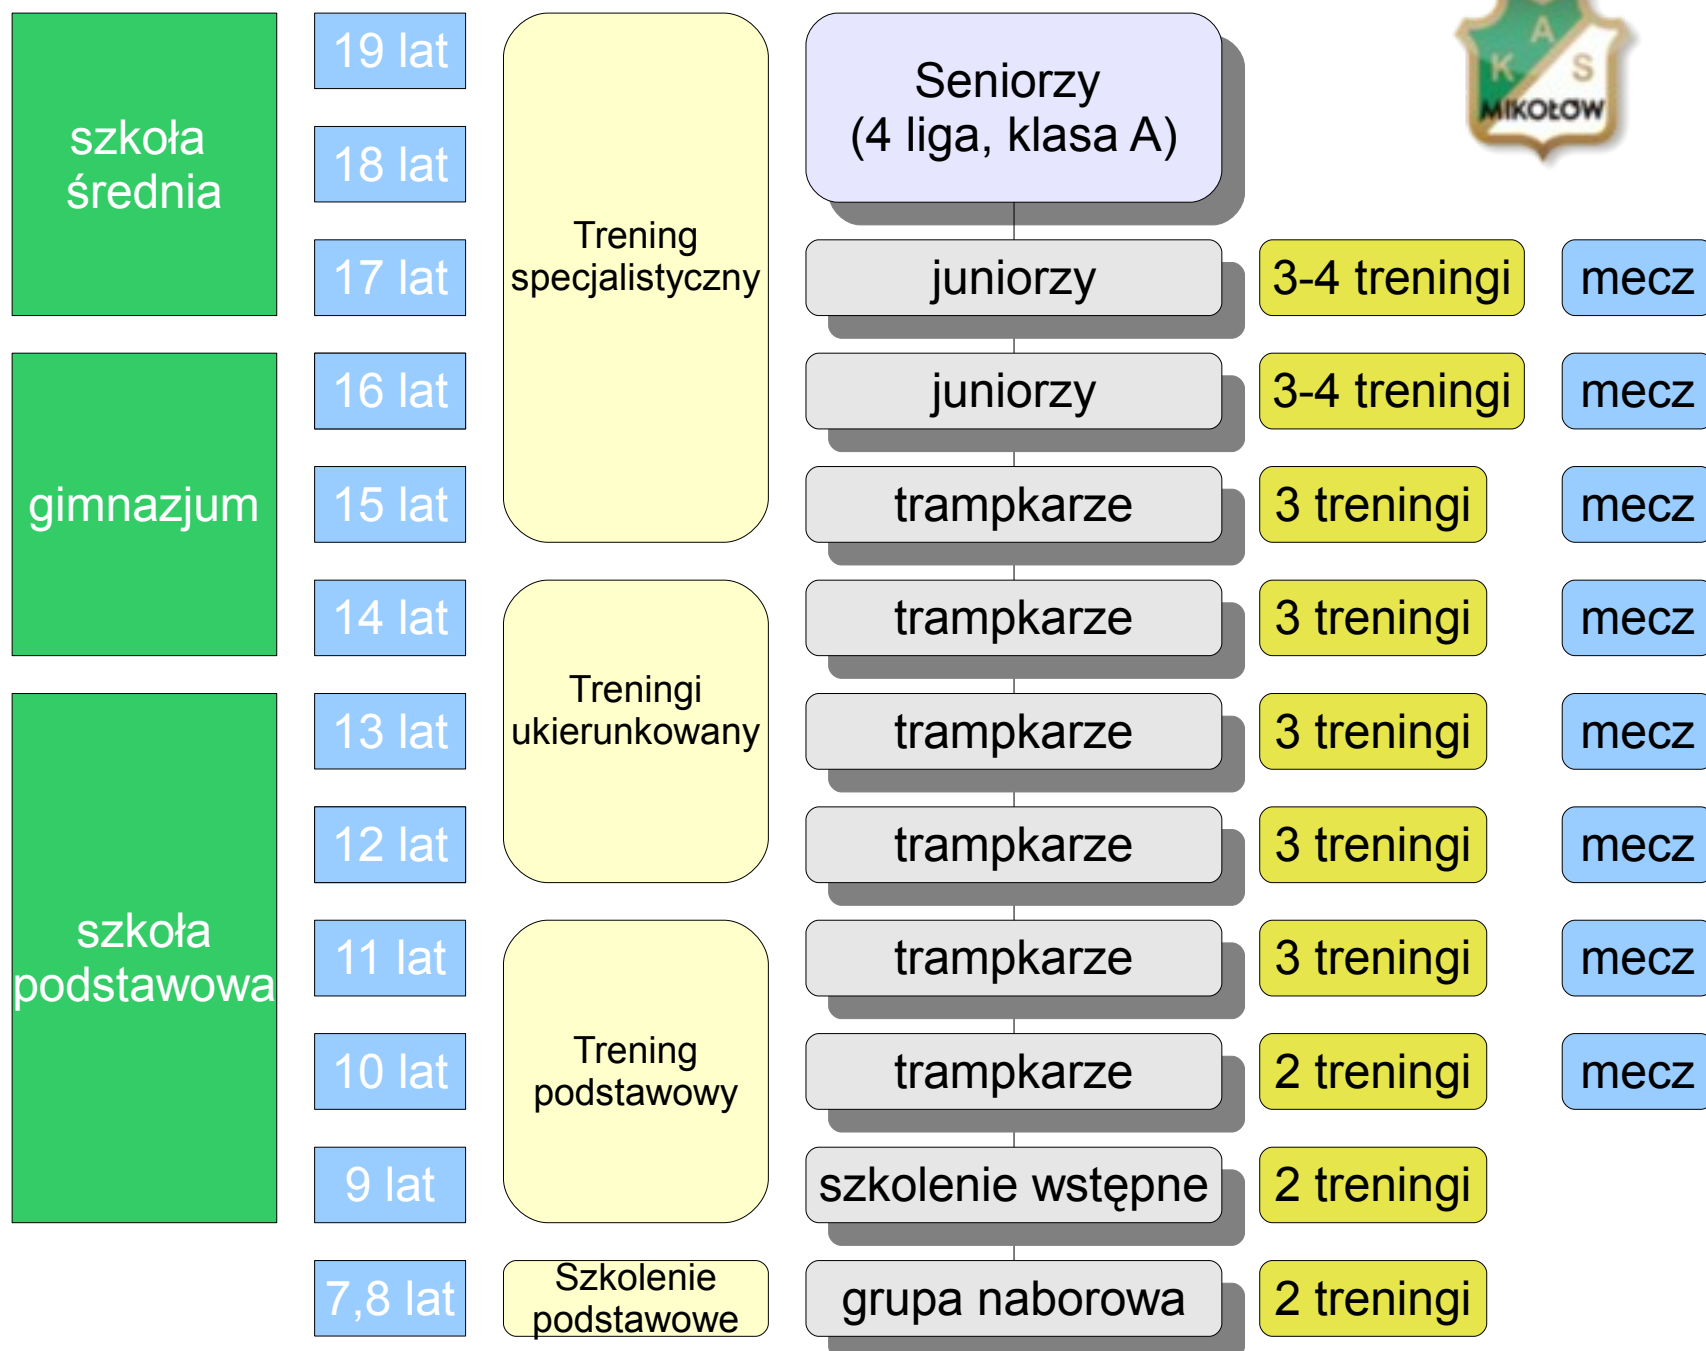 19 lat
Seniorzy
(4 liga, klasa A)
A
K S
MIKOŁÓW
szkoła
średnia
18 lat
Trening
specjalistyczny
17 lat
juniorzy
3-4 treningi
mecz
16 lat
juniorzy
3-4 treningi
mecz
gimnazjum
15 lat
trampkarze
3 treningi
mecz
14 lat
trampkarze
3 treningi
mecz
Treningi
ukierunkowany
13 lat
trampkarze
3 treningi
mecz
12 lat
trampkarze
3 treningi
mecz
szkoła
podstawowa
11 lat
trampkarze
3 treningi
mecz
10 lat
Trening
podstawowy
trampkarze
2 treningi
mecz
9 lat
szkolenie wstępne
2 treningi
7,8 lat
Szkolenie
podstawowe
grupa naborowa
2 treningi